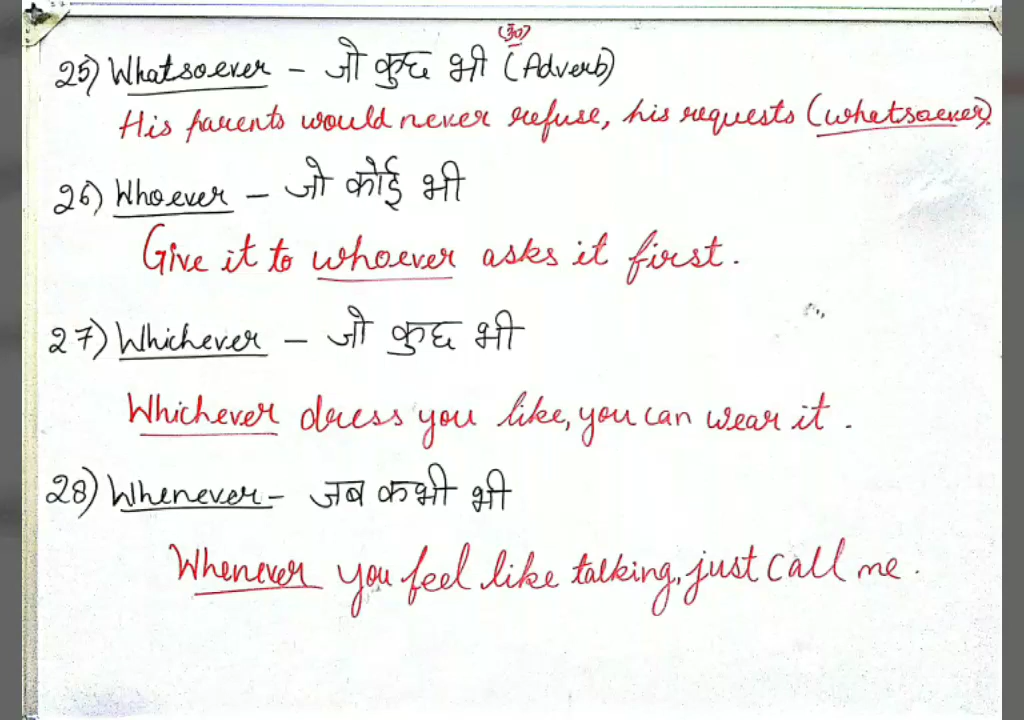 25) Whatsoever - जो कुछ भी (Adverb)
His parents would never refuse, his requests (whatsoever).
26) Whoever - जो कोई भी
Give it to whoever asks it first.
27) Whichever - जो कुछ भी
Whichever dress you like, you can wear it.
28) Whenever - जब कभी भी
Whenever you feel like talking, just call me.